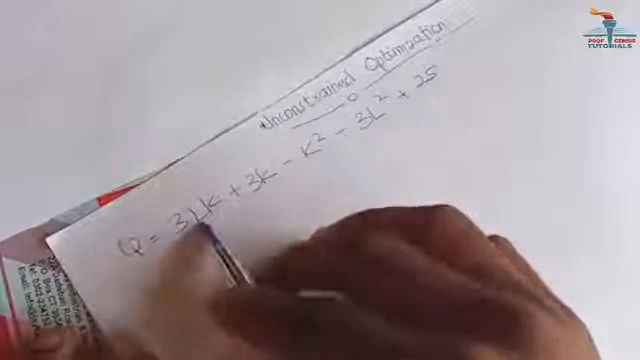 PROF. GENIUS
TUTORIALS
Unconstrained Optimization
Q = 3LK + 3K - K² - 3L² + 25